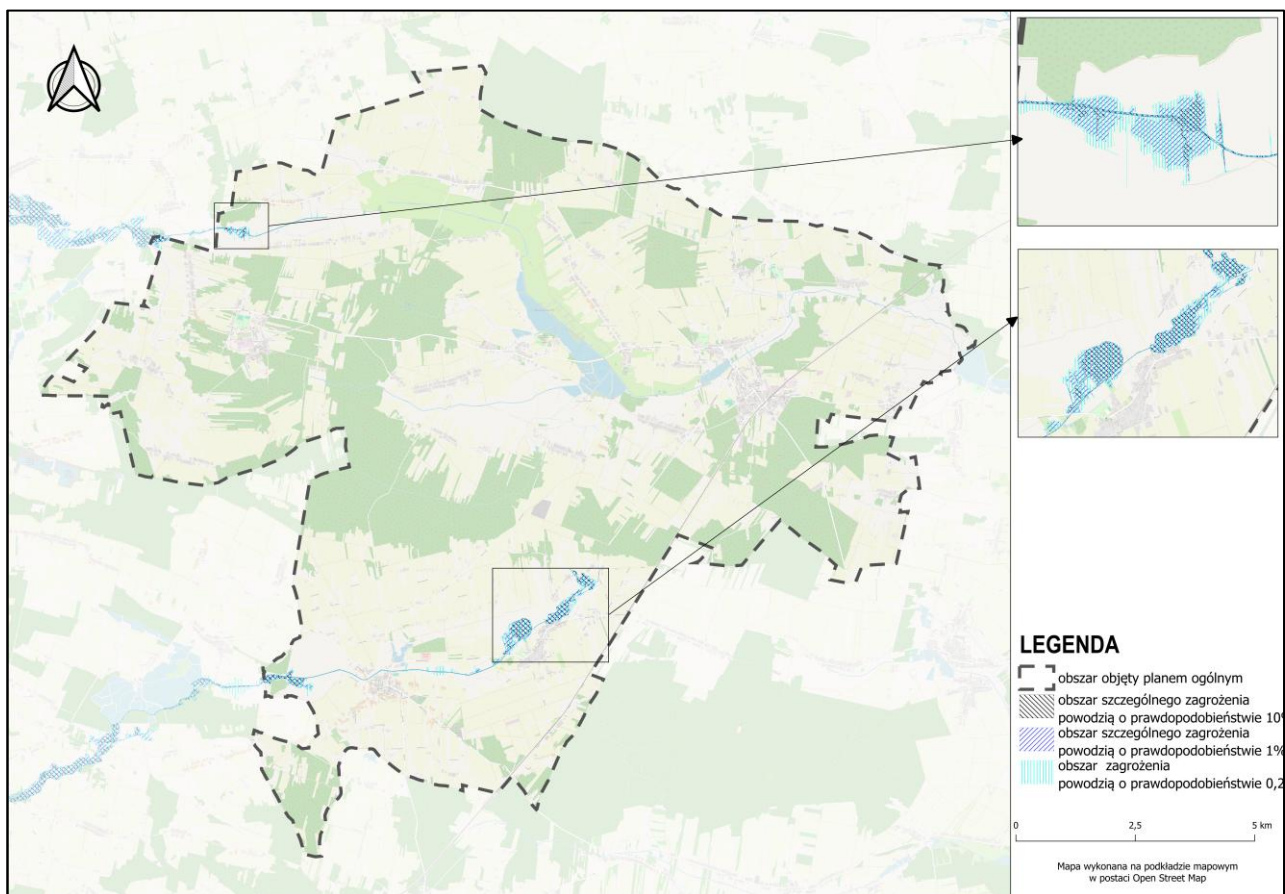 LEGENDA
obszar objęty planem ogólnym
obszar szczególnego zagrożenia
powodzią o prawdopodobieństwie 10%
obszar szczególnego zagrożenia
powodzią o prawdopodobieństwie 1%
obszar zagrożenia
powodzią o prawdopodobieństwie 0,2
0
2,5
5 km
Mapa wykonana na podkładzie mapowym
w postaci Open Street Map